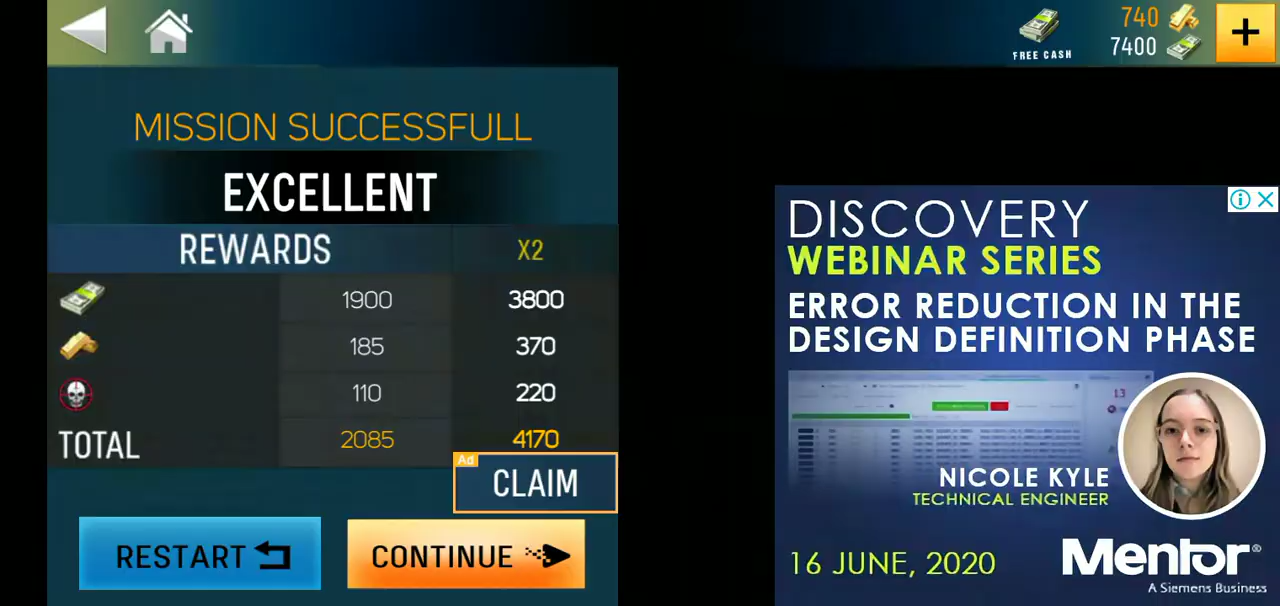 FREE CASH
740
7400
+
MISSION SUCCESSFULL
EXCELLENT
REWARDS X2
1900 3800
185 370
110 220
TOTAL 2085 4170
Ad
CLAIM
RESTART
CONTINUE
DISCOVERY
WEBINAR SERIES
ERROR REDUCTION IN THE
DESIGN DEFINITION PHASE
13
NICOLE KYLE
TECHNICAL ENGINEER
16 JUNE, 2020
Mentor®
A Siemens Business